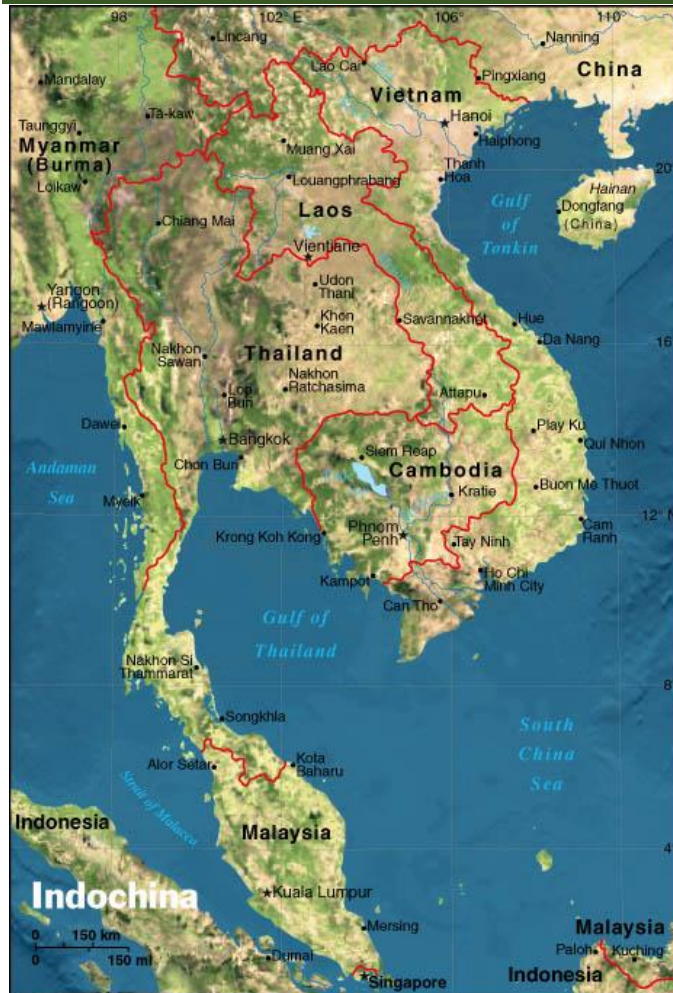 98°
102° E
106°
110°
Lincang
Nanning
Lao Cai
Pingxiang
China
Mandalay
Vietnam
Ta-kaw
Hanoi
Taunggyi
Haiphong
Myanmar
(Burma)
Muang Xai
Thanh
Hoa
20°
Loikaw
Louangphrabang
Hainan
Gulf
of
Tonkin
Dongfang
(China)
Laos
Chiang Mai
Vientiane
Udon
Thani
Yangon
(Rangoon)
Khon
Kaen
Savannakhet
Hue
Mawlamyine
Da Nang
16°
Nakhon
Sawan
Thailand
Nakhon
Ratchasima
Lop
Buri
Attapu
Dawei
Bangkok
Play Ku
Qui Nhon
Chon Buri
Siem Reap
Cambodia
Andaman
Sea
Kratie
Buon Me Thuot
Myeik
12° N
Krong Koh Kong
Phnom
Penh
Cam
Ranh
Tay Ninh
Kampot
Ho Chi
Minh City
Can Tho
Gulf of
Thailand
Nakhon Si
Thammarat
8°
Songkhla
South
China
Sea
Alor Setar
Kota
Baharu
Strait of Malacca
Indonesia
Malaysia
4°
Indochina
Kuala Lumpur
0 150 km
0 150 mi
Mersing
Malaysia
Dumai
Paloh
Kuching
Singapore
Indonesia